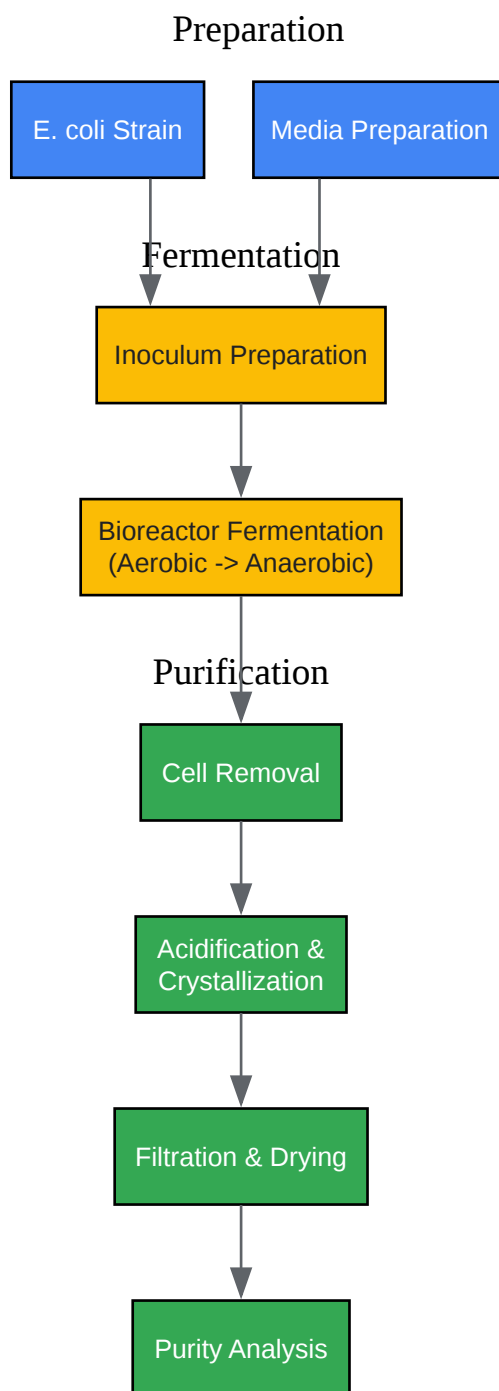 Preparation
E. coli Strain
Media Preparation
Fermentation
Inoculum Preparation
Bioreactor Fermentation
(Aerobic -> Anaerobic)
Purification
Cell Removal
Acidification &
Crystallization
Filtration & Drying
Purity Analysis